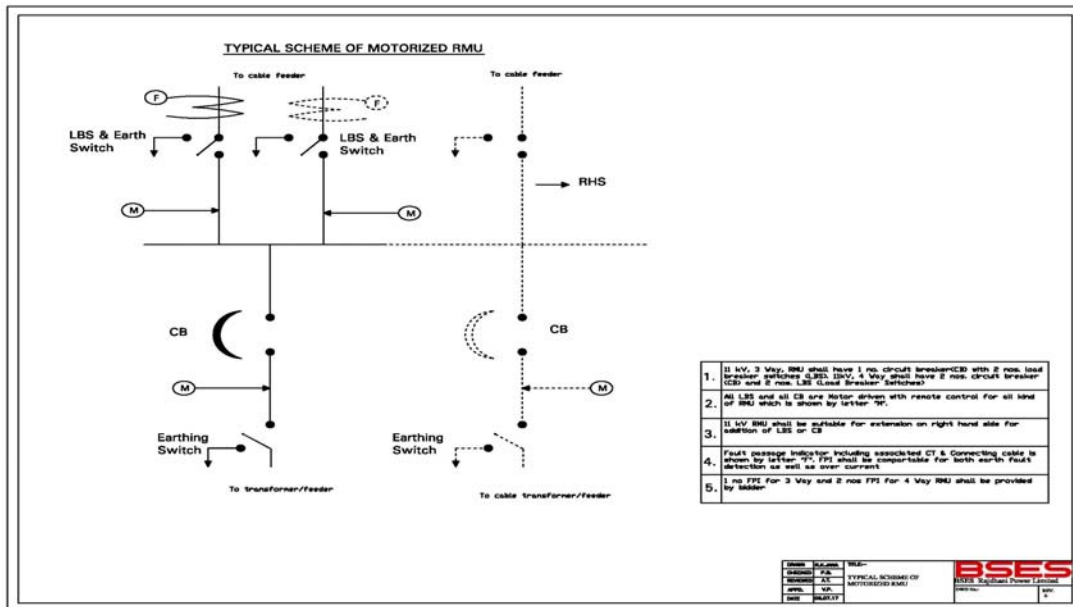 TYPICAL SCHEME OF MOTORIZED RMU
To cable feeder
To cable feeder
F
F
LBS & Earth
Switch
LBS & Earth
Switch
RHS
M
M
CB
CB
M
M
Earthing
Switch
Earthing
Switch
To transformer/feeder
To cable transformer/feeder
1. 11 kV, 3 Way, RMU shall have 1 no. circuit breaker(CB) with 2 nos. load
breaker switches (LBS). 11kV, 4 Way shall have 2 nos. circuit breaker
(CB) and 2 nos. LBS (Load Breaker Switches)
2. All LBS and all CB are Motor driven with remote control for all kind
of RMU which is shown by letter "M".
3. 11 kV RMU shall be suitable for extension on right hand side for
addition of LBS or CB
4. Fault passage indicator including associated CT & Connecting cable is
shown by letter "F". FPI shall be compartable for both earth fault
detection as well as over current
5. 1 no FPI for 3 Way and 2 nos FPI for 4 Way RMU shall be provided
by bidder
DRAWN
CHECKED P.B.
REVIEWED A.T.
APPD. V.P.
DATE
TITLE:-
TYPICAL SCHEME OF
MOTORIZED RMU
BSES
BSES Rajdhani Power Limited
REV.